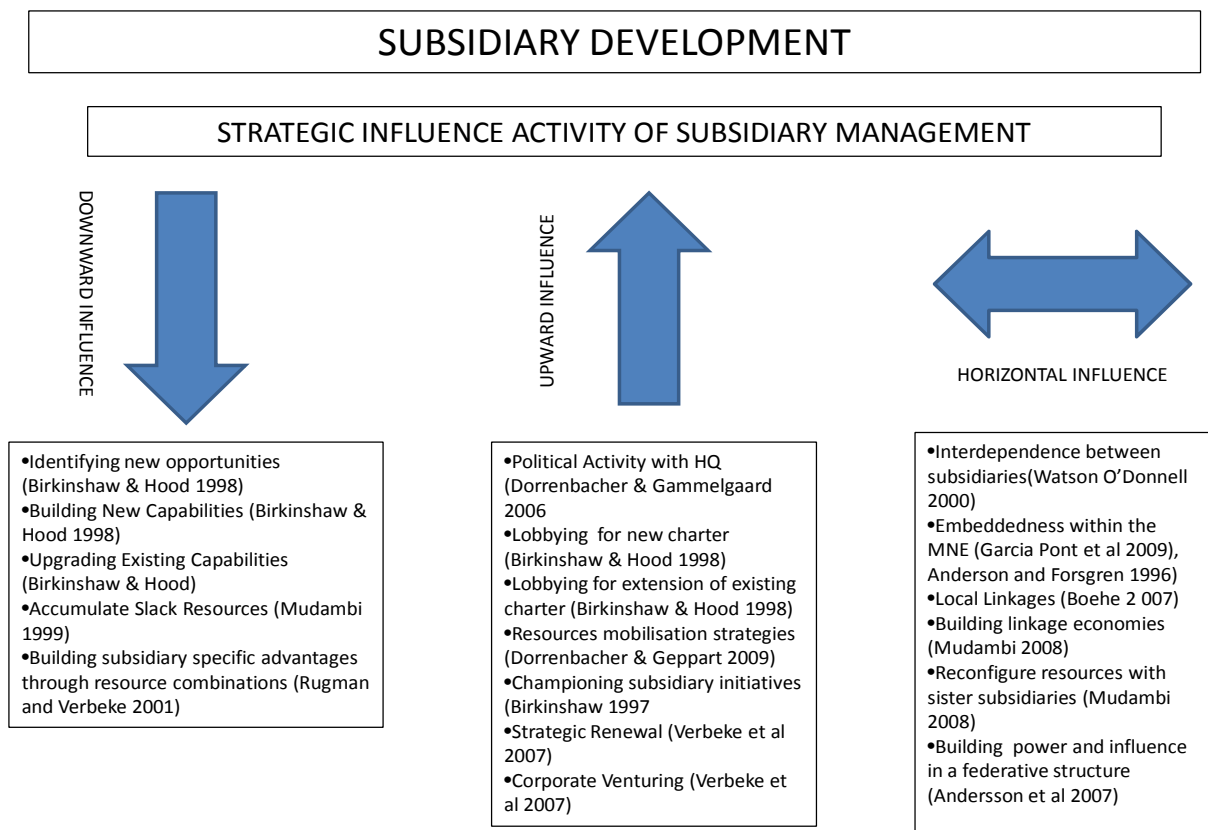 SUBSIDIARY DEVELOPMENT
STRATEGIC INFLUENCE ACTIVITY OF SUBSIDIARY MANAGEMENT
DOWNWARD INFLUENCE
•Identifying new opportunities
(Birkinshaw & Hood 1998)
•Building New Capabilities (Birkinshaw &
Hood 1998)
•Upgrading Existing Capabilities
(Birkinshaw & Hood)
•Accumulate Slack Resources (Mudambi
1999)
•Building subsidiary specific advantages
through resource combinations (Rugman
and Verbeke 2001)
UPWARD INFLUENCE
•Political Activity with HQ
(Dorrenbacher & Gammelgaard
2006
•Lobbying for new charter
(Birkinshaw & Hood 1998)
•Lobbying for extension of existing
charter (Birkinshaw & Hood 1998)
•Resources mobilisation strategies
(Dorrenbacher & Geppart 2009)
•Championing subsidiary initiatives
(Birkinshaw 1997
•Strategic Renewal (Verbeke et al
2007)
•Corporate Venturing (Verbeke et
al 2007)
HORIZONTAL INFLUENCE
•Interdependence between
subsidiaries(Watson O’Donnell
2000)
•Embeddedness within the
MNE (Garcia Pont et al 2009),
Anderson and Forsgren 1996)
•Local Linkages (Boehe 2 007)
•Building linkage economies
(Mudambi 2008)
•Reconfigure resources with
sister subsidiaries (Mudambi
2008)
•Building power and influence
in a federative structure
(Andersson et al 2007)